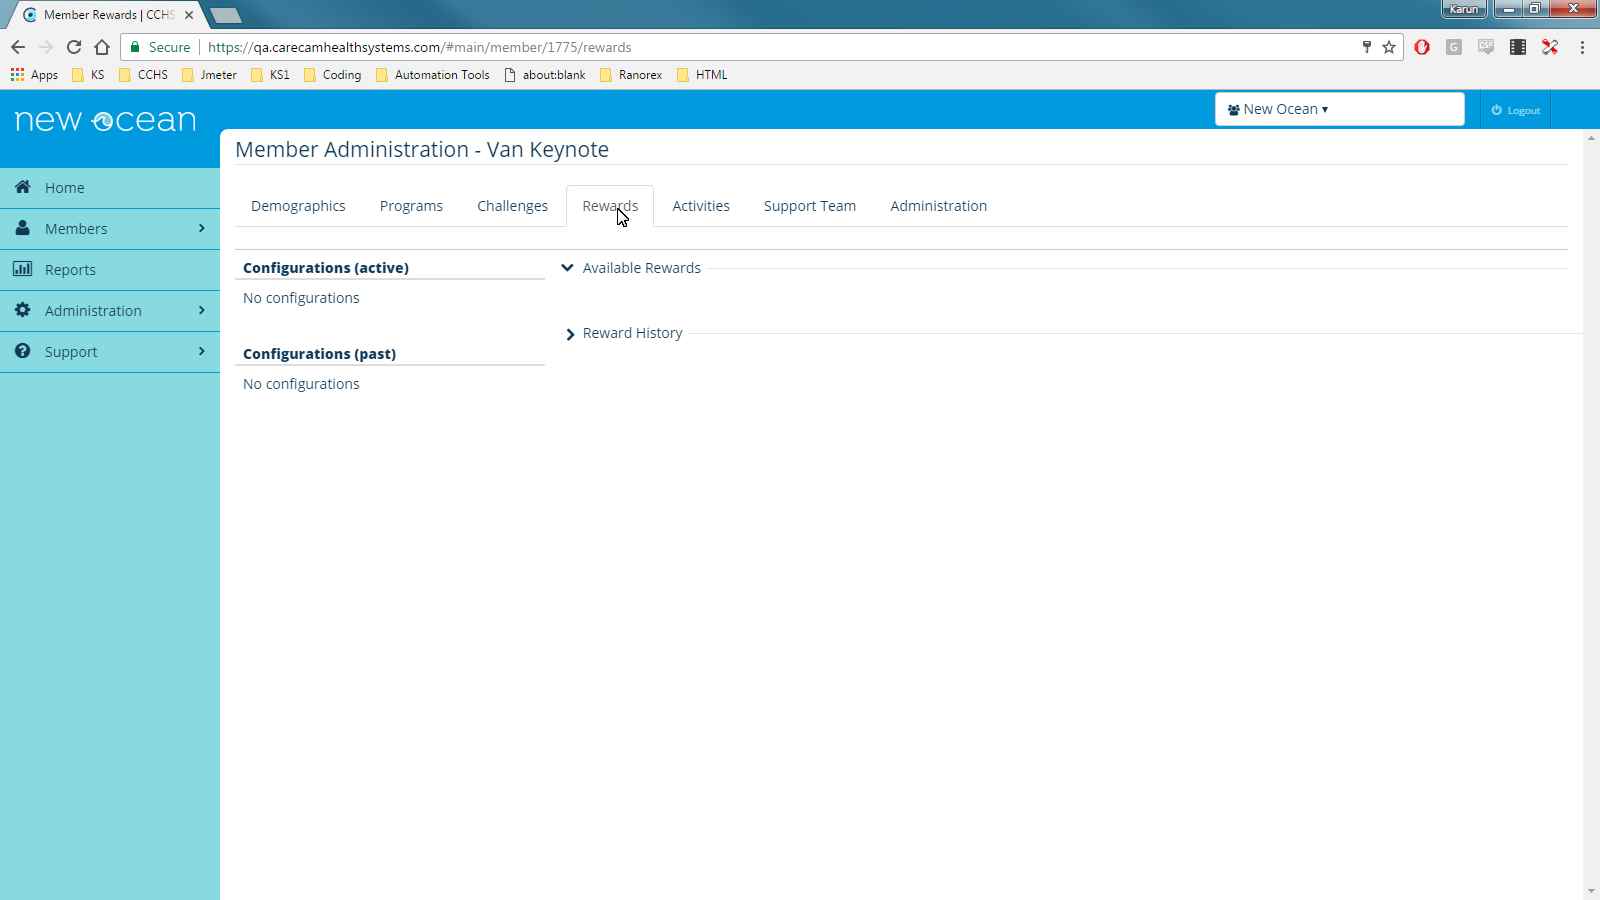 Member Rewards | CCHS
Karun
Secure https://qa.carecamhealthsystems.com/#main/member/1775/rewards
Apps KS CCHS Jmeter KS1 Coding Automation Tools about:blank Ranorex HTML
new ocean
New Ocean
Logout
Member Administration - Van Keynote
Home
Members
Reports
Administration
Support
Demographics Programs Challenges Rewards Activities Support Team Administration
Configurations (active)
No configurations
Configurations (past)
No configurations
Available Rewards
Reward History